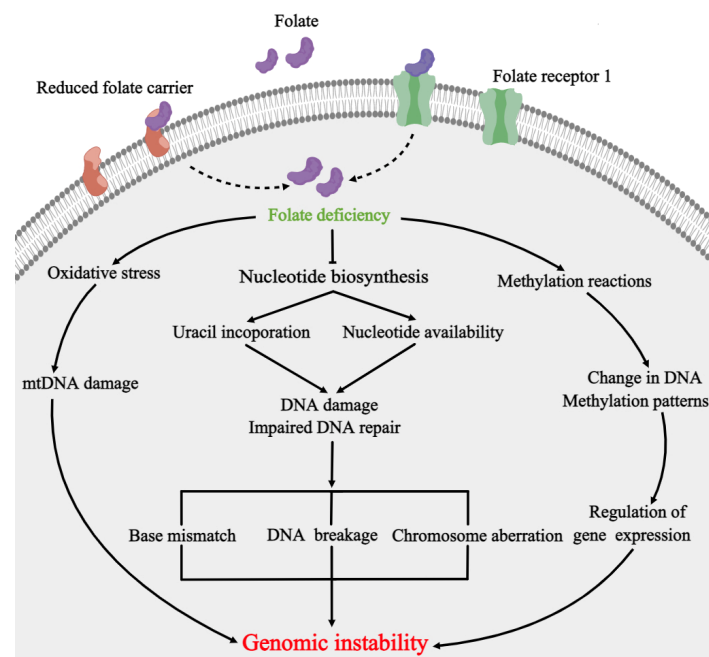 Folate
Folate receptor 1
Reduced folate carrier
Folate deficiency
Oxidative stress
Nucleotide biosynthesis
Methylation reactions
Uracil incoporation
Nucleotide availability
mtDNA damage
Change in DNA
Methylation patterns
DNA damage
Impaired DNA repair
Base mismatch
DNA breakage
Chromosome aberration
Regulation of
gene expression
Genomic instability